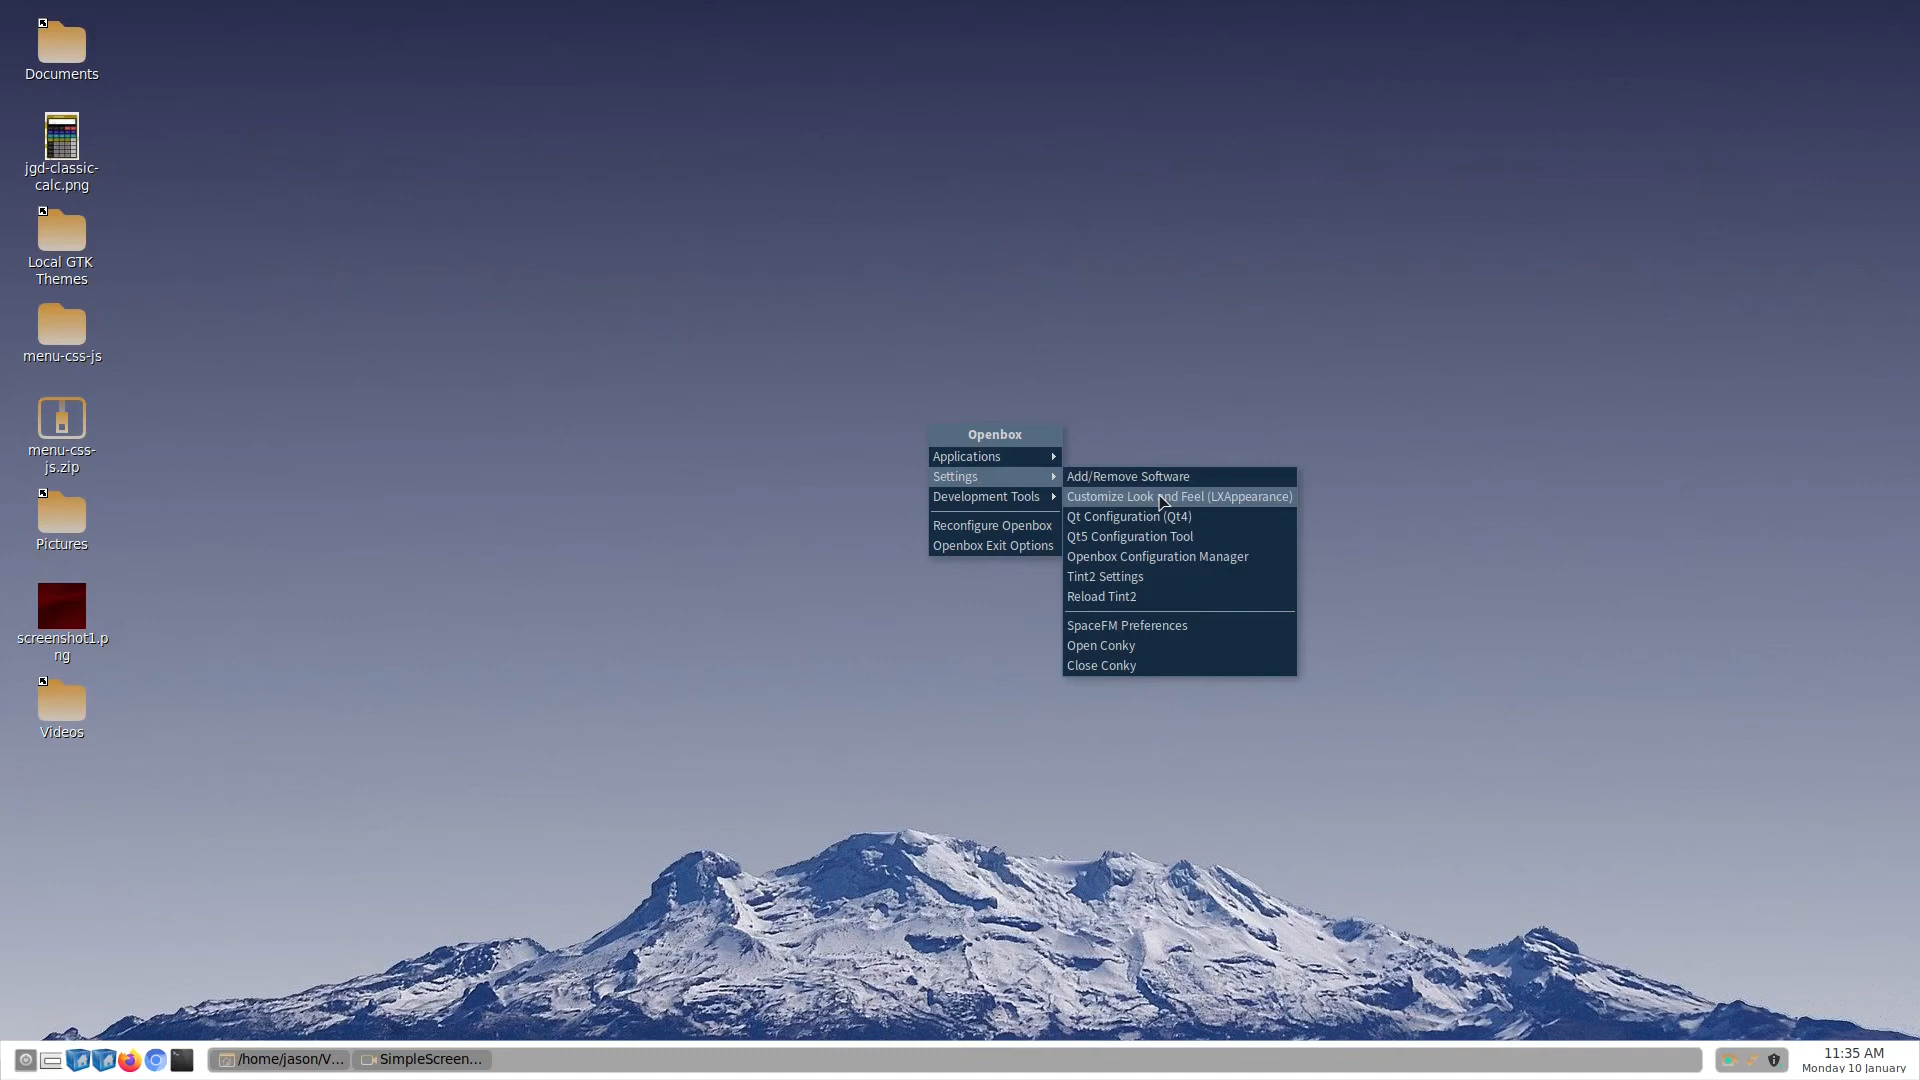 Documents
jgd-classic-
calc.png
Local GTK
Themes
menu-css-js
menu-css-
js.zip
Pictures
screenshot1.p
ng
Videos
Openbox
Applications
Settings
Development Tools
Reconfigure Openbox
Openbox Exit Options
Add/Remove Software
Customize Look and Feel (LXAppearance)
Qt Configuration (Qt4)
Qt5 Configuration Tool
Openbox Configuration Manager
Tint2 Settings
Reload Tint2
SpaceFM Preferences
Open Conky
Close Conky
/home/jason/V...
SimpleScreen...
11:35 AM
Monday 10 January